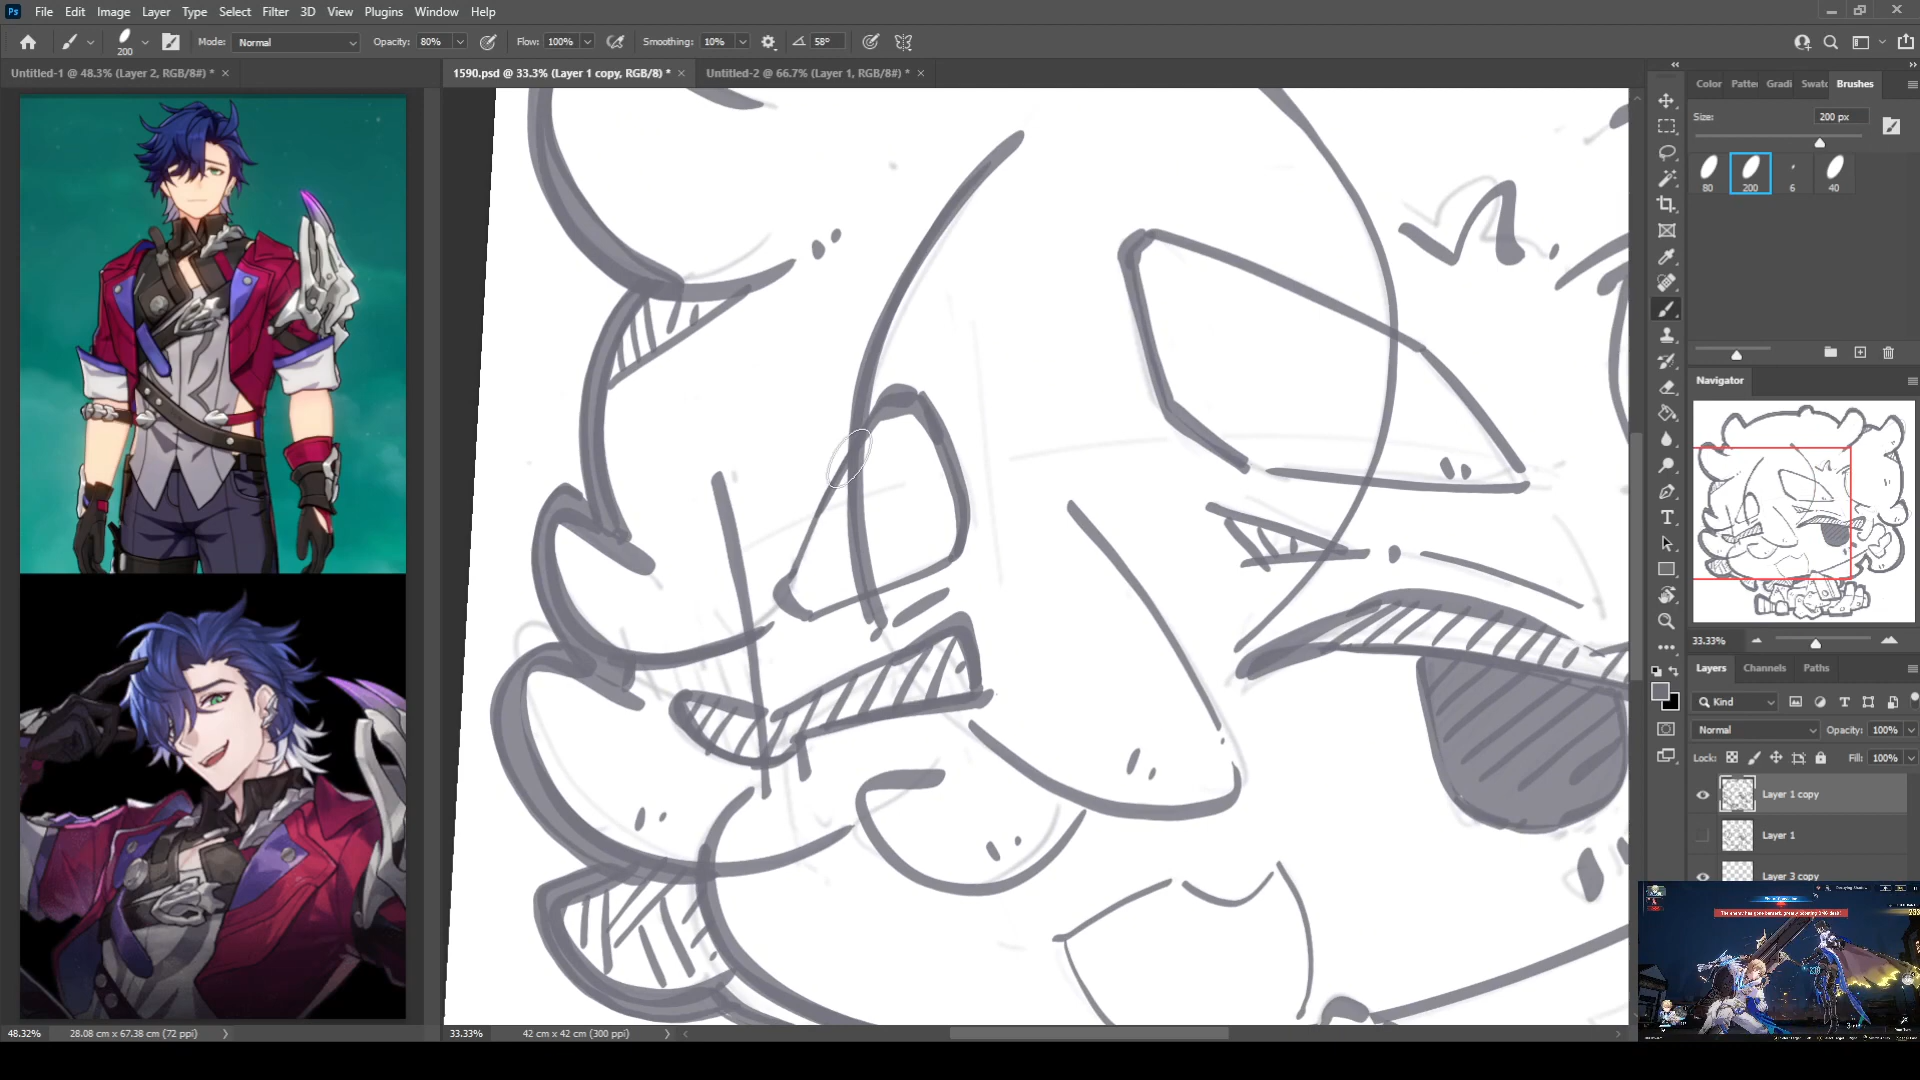 Ps File Edit Image Layer Type Select Filter 3D View Plugins Window Help
200 Mode: Normal Opacity: 80% Flow: 100% Smoothing: 10% 58°
Untitled-1 @ 48.3% (Layer 2, RGB/8#) * × 1590.psd @ 33.3% (Layer 1 copy, RGB/8) * × Untitled-2 @ 66.7% (Layer 1, RGB/8#) * ×
Color Patter Gradi Swatc Brushes
Size: 200 px
80 200 6 40
Navigator
33.33%
Layers Channels Paths
Kind
Normal Opacity: 100%
Lock: Fill: 100%
Layer 1 copy
Layer 1
Layer 3 copy
48.32% 28.08 cm x 67.38 cm (72 ppi) 33.33% 42 cm x 42 cm (300 ppi)